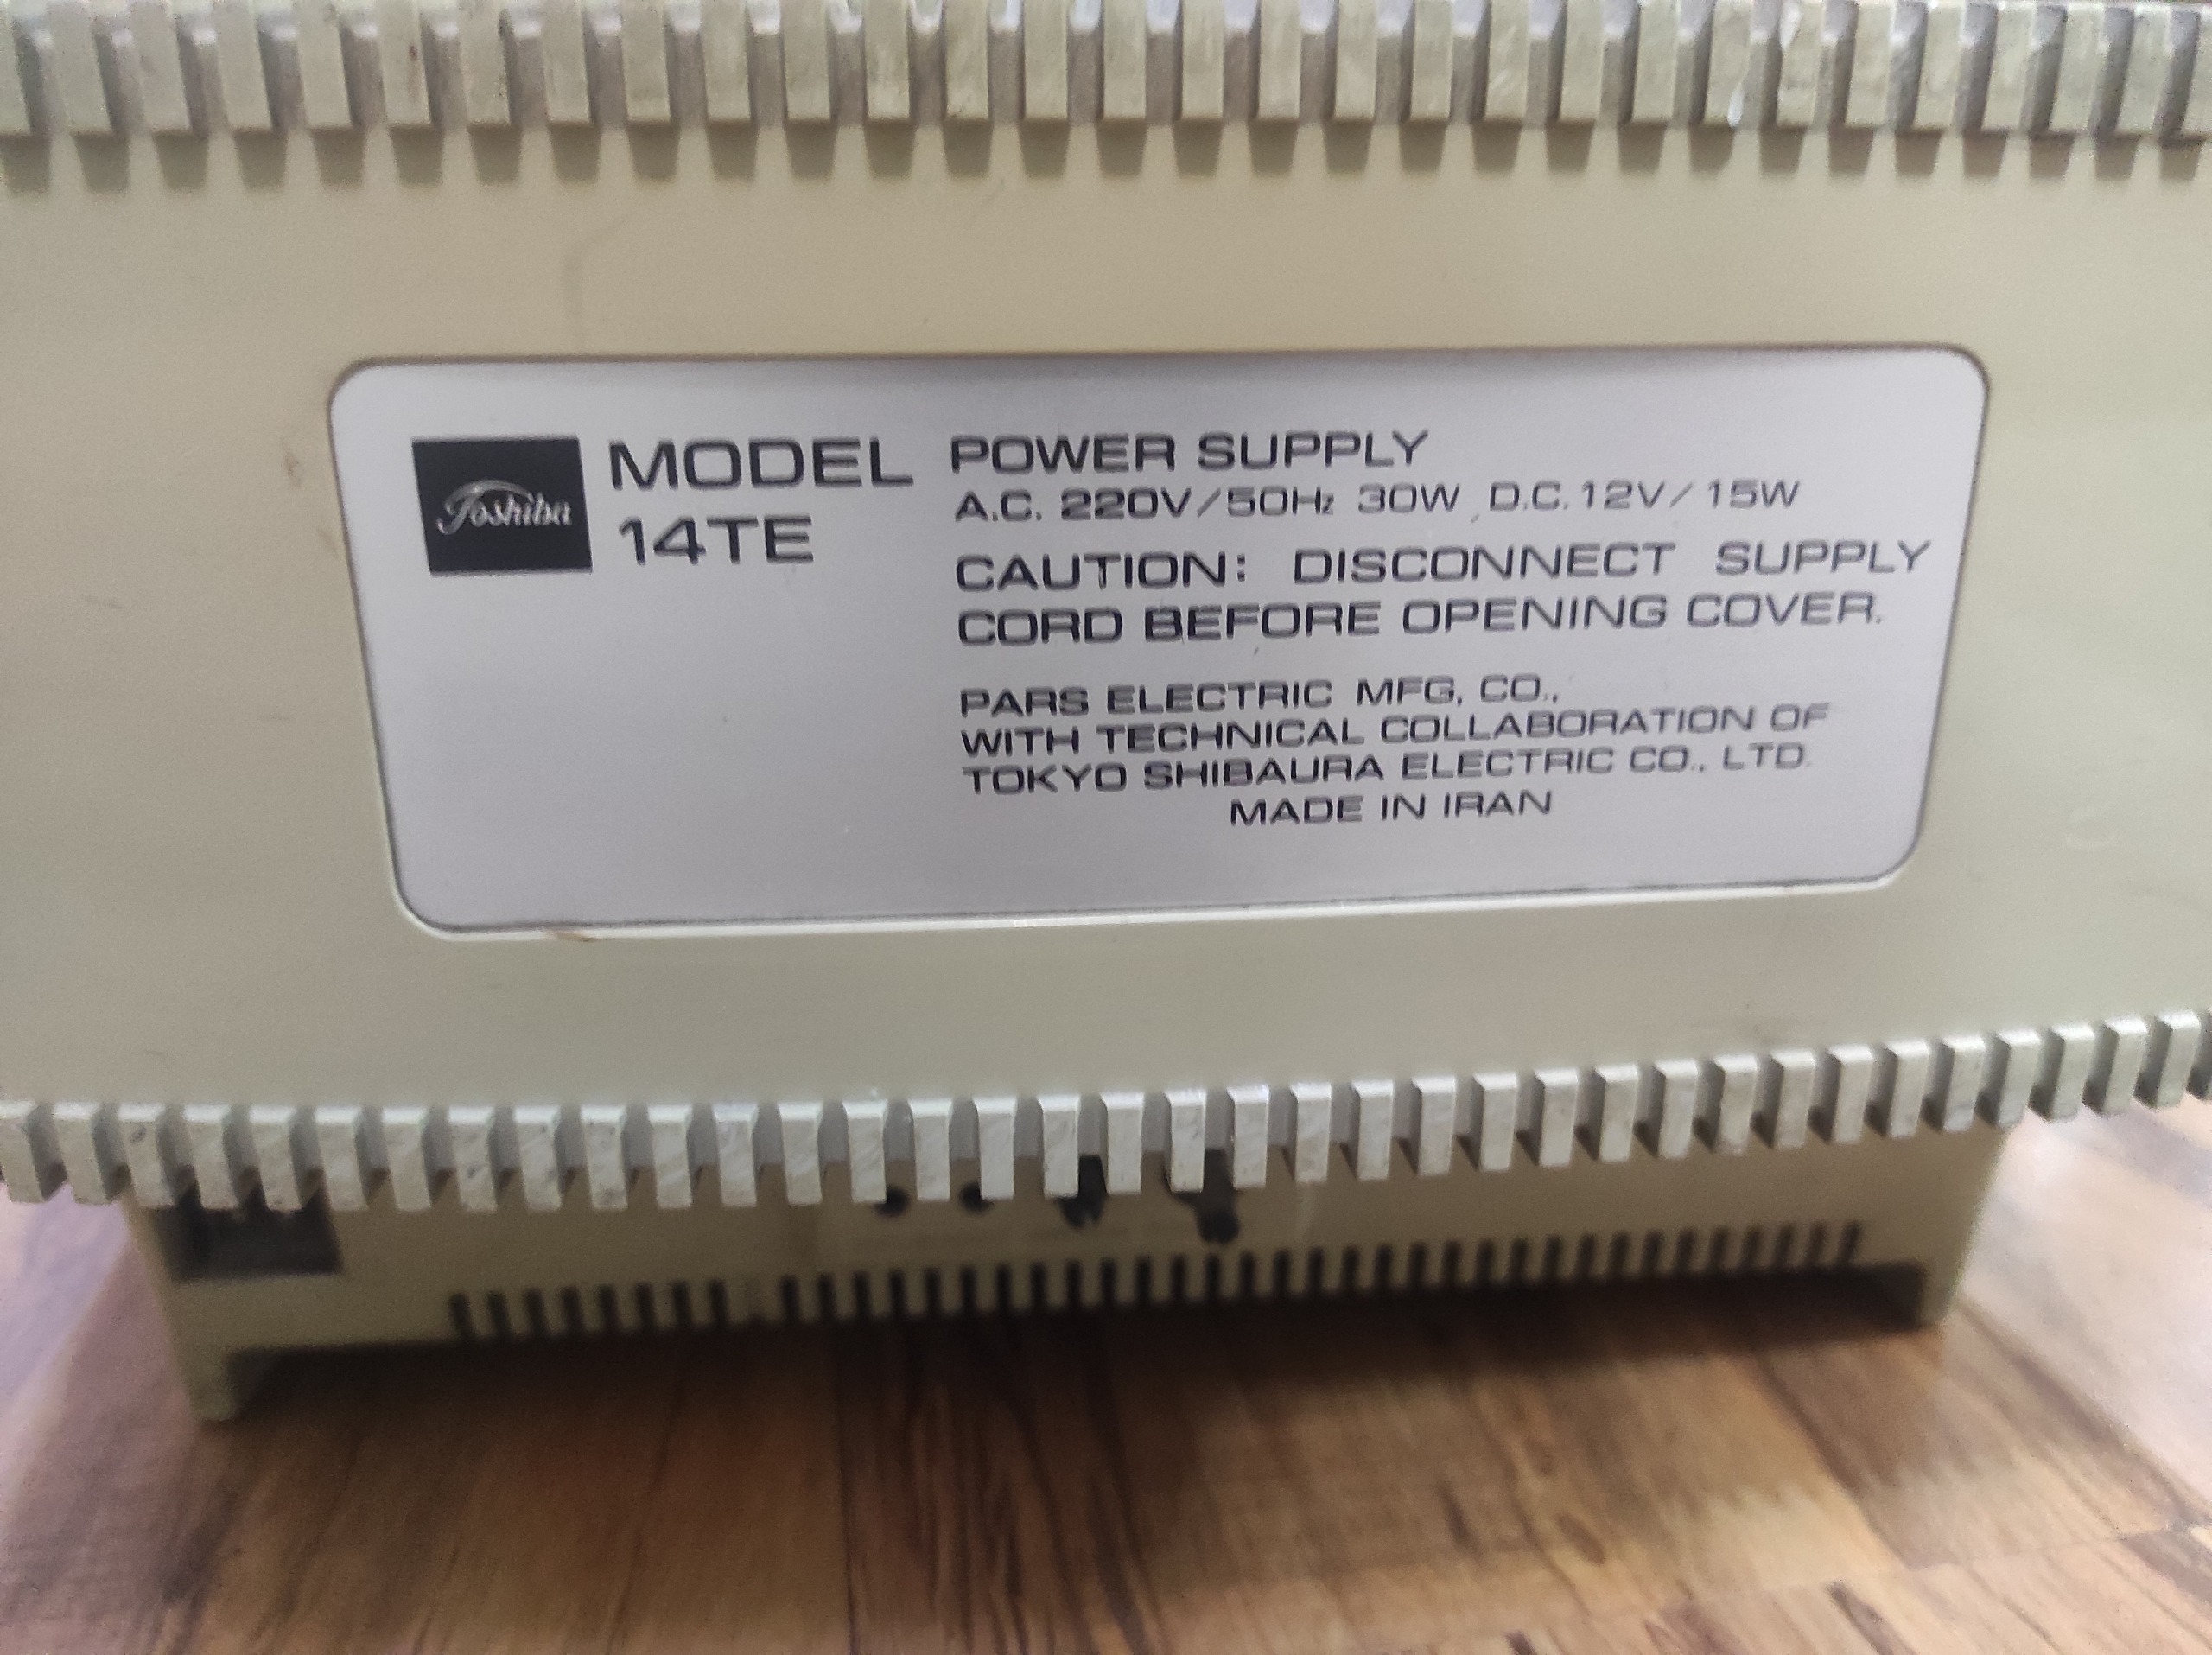 Toshiba
MODEL
14TE
POWER SUPPLY
A.C. 220V/50Hz 30W D.C. 12V/15W
CAUTION: DISCONNECT SUPPLY
CORD BEFORE OPENING COVER.
PARS ELECTRIC MFG, CO.,
WITH TECHNICAL COLLABORATION OF
TOKYO SHIBAURA ELECTRIC CO., LTD.
MADE IN IRAN